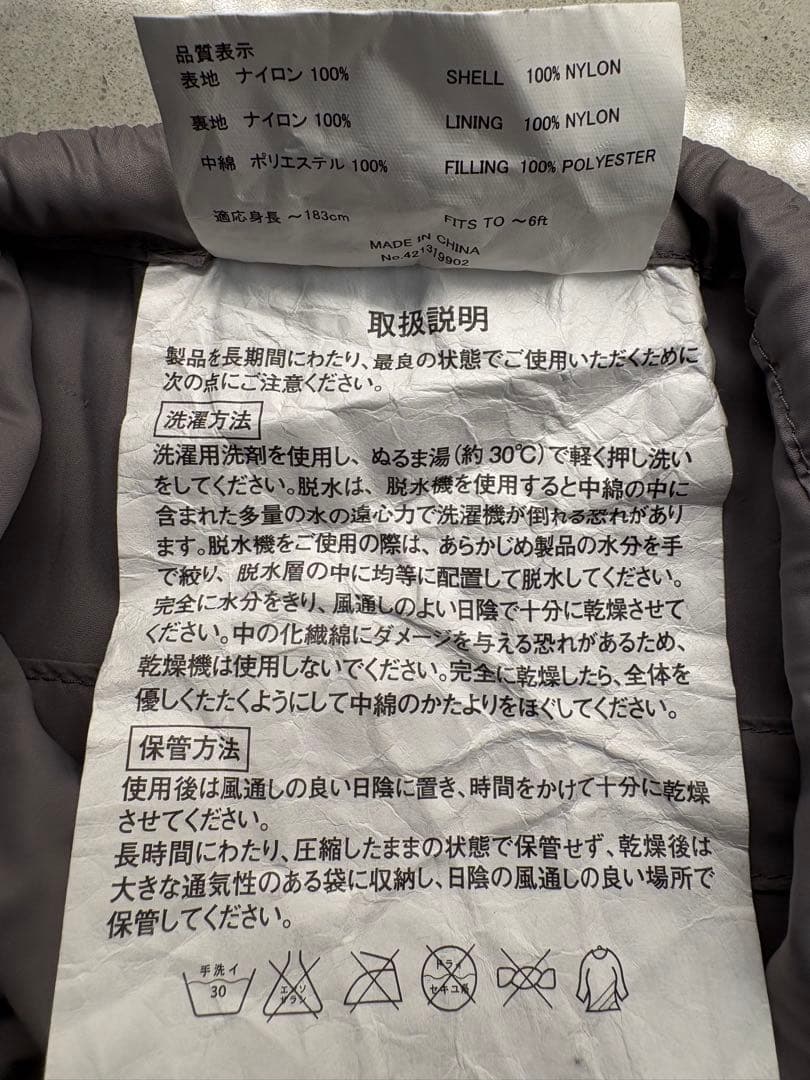 品質表示
表地 ナイロン 100% SHELL 100% NYLON
裏地 ナイロン 100% LINING 100% NYLON
中綿 ポリエステル 100% FILLING 100% POLYESTER
適応身長 ～183cm FITS TO ～6ft
MADE IN CHINA
No.421319902
取扱説明
製品を長期間にわたり、最良の状態でご使用いただくために
次の点にご注意ください。
洗濯方法
洗濯用洗剤を使用し、ぬるま湯(約30℃)で軽く押し洗い
をしてください。脱水は、脱水機を使用すると中綿の中に
含まれた多量の水の遠心力で洗濯機が倒れる恐れがあり
ます。脱水機をご使用の際は、あらかじめ製品の水分を手
で絞り、脱水層の中に均等に配置して脱水してください。
完全に水分をきり、風通しのよい日陰で十分に乾燥させて
ください。中の化繊綿にダメージを与える恐れがあるため、
乾燥機は使用しないでください。完全に乾燥したら、全体を
優しくたたくようにして中綿のかたよりをほぐしてください。
保管方法
使用後は風通しの良い日陰に置き、時間をかけて十分に乾燥
させてください。
長時間にわたり、圧縮したままの状態で保管せず、乾燥後は
大きな通気性のある袋に収納し、日陰の風通しの良い場所で
保管してください。
手洗イ 30 エンソ サラシ ドライ セキユ系